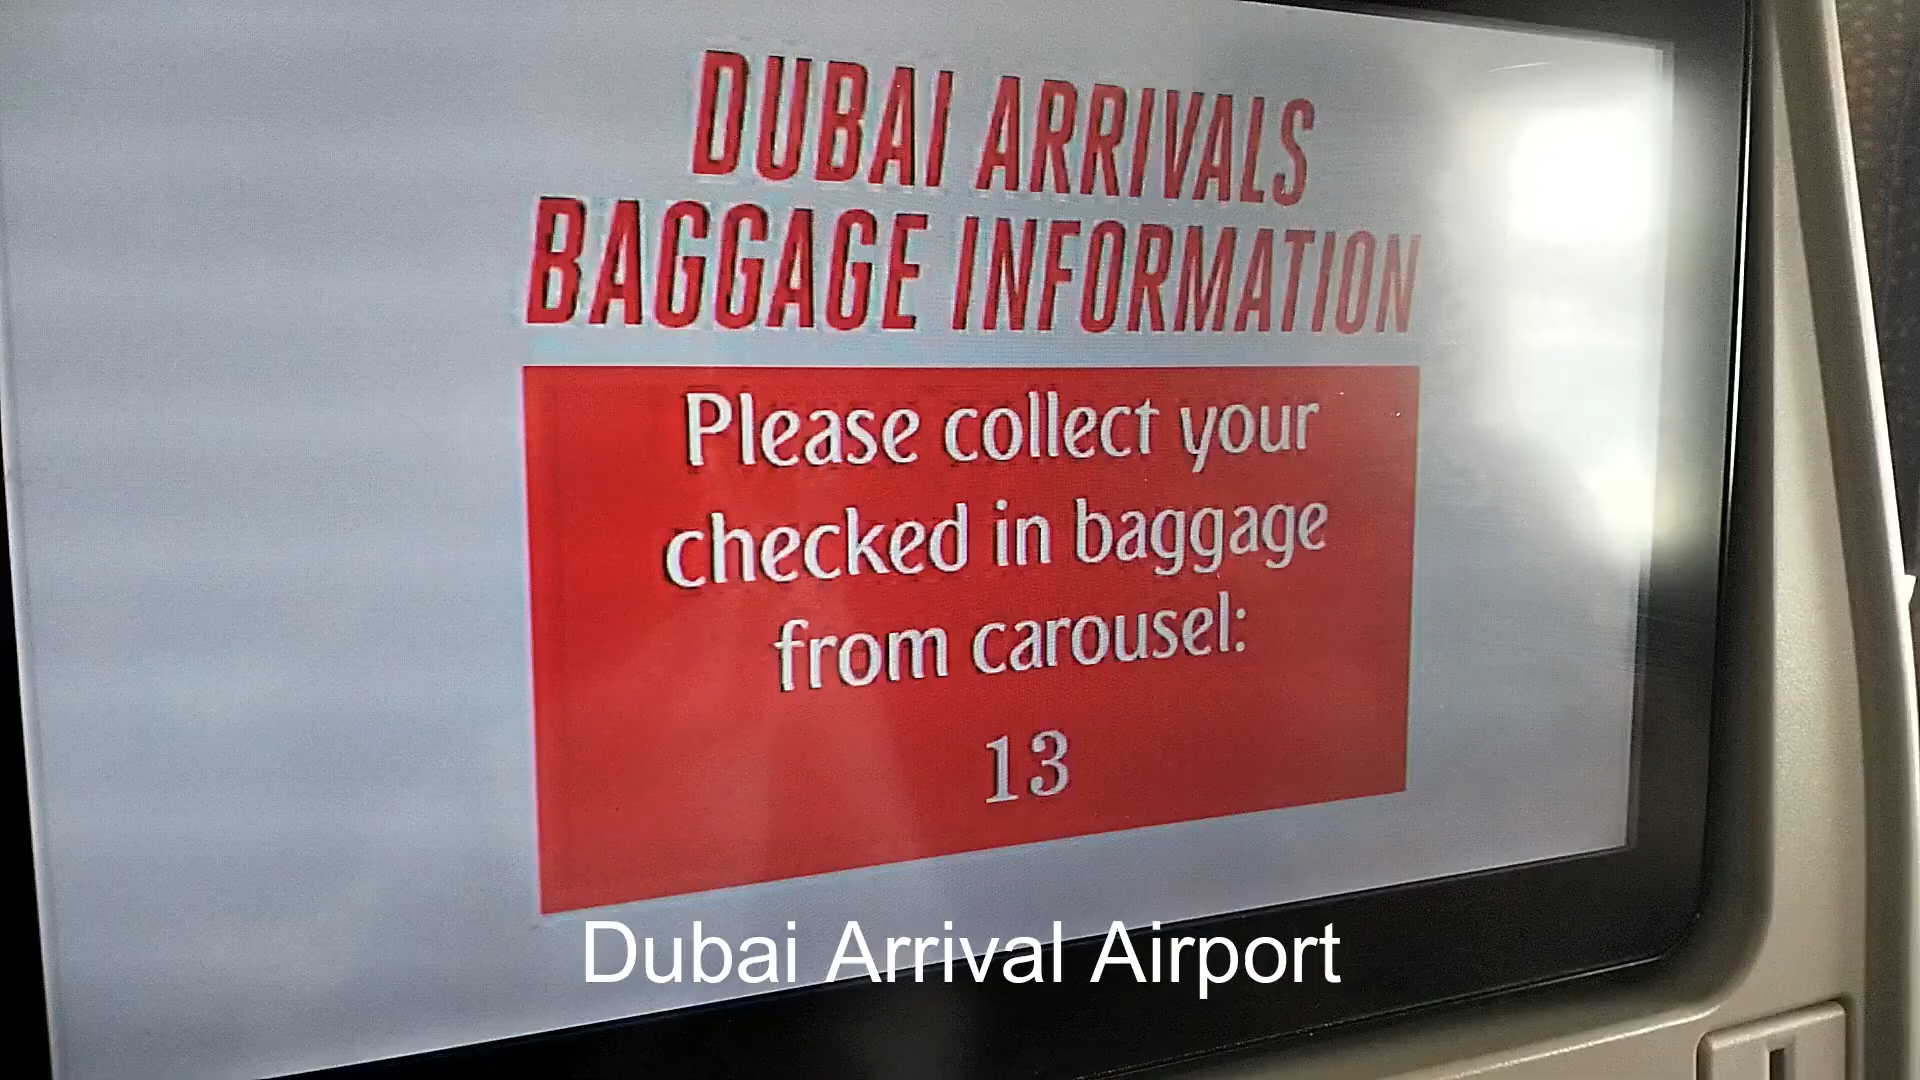 DUBAI ARRIVALS
BAGGAGE INFORMATION
Please collect your
checked in baggage
from carousel:
13
Dubai Arrival Airport